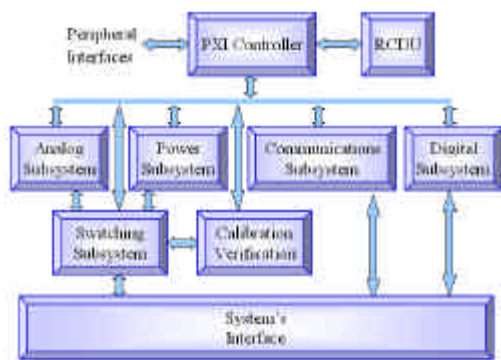 Peripheral
Interfaces
PXI Controller
RCDU
Analog
Subsystem
Power
Subsystem
Communications
Subsystem
Digital
Subsystem
Switching
Subsystem
Calibration
Verification
System's
Interface